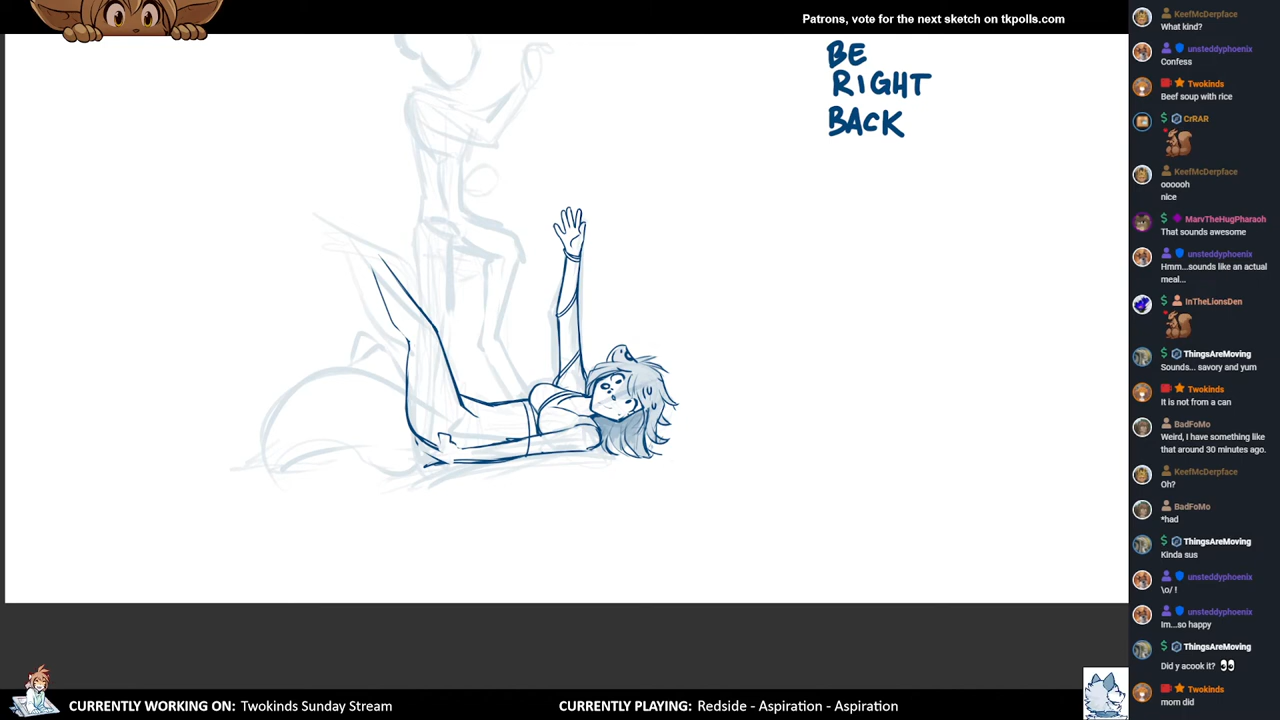 Patrons, vote for the next sketch on tkpolls.com
BE
RIGHT
BACK
KeefMcDerpface
What kind?
unsteddyphoenix
Confess
Twokinds
Beef soup with rice
CrRAR
KeefMcDerpface
oooooh
nice
MarvTheHugPharaoh
That sounds awesome
unsteddyphoenix
Hmm...sounds like an actual
meal...
InTheLionsDen
ThingsAreMoving
Sounds... savory and yum
Twokinds
It is not from a can
BadFoMo
Weird, I have something like
that around 30 minutes ago.
KeefMcDerpface
Oh?
BadFoMo
*had
ThingsAreMoving
Kinda sus
unsteddyphoenix
\o/ !
unsteddyphoenix
Im...so happy
ThingsAreMoving
Did y acook it?
Twokinds
mom did
CURRENTLY WORKING ON: Twokinds Sunday Stream
CURRENTLY PLAYING: Redside - Aspiration - Aspiration